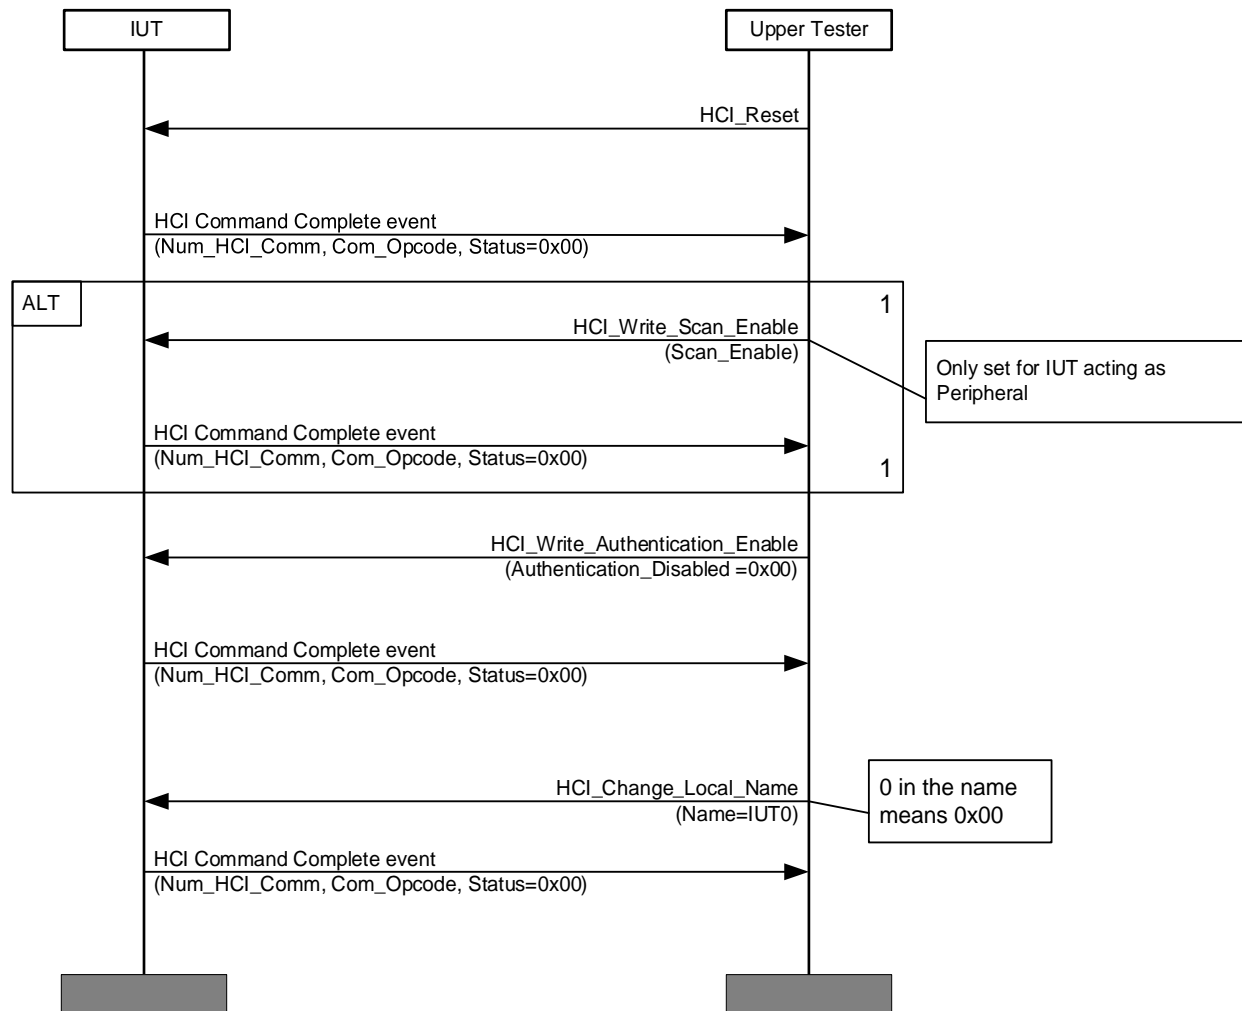 IUT
Upper Tester
HCI_Reset
HCI Command Complete event
(Num_HCI_Comm, Com_Opcode, Status=0x00)
ALT
1
HCI_Write_Scan_Enable
(Scan_Enable)
Only set for IUT acting as
Peripheral
HCI Command Complete event
(Num_HCI_Comm, Com_Opcode, Status=0x00)
1
HCI_Write_Authentication_Enable
(Authentication_Disabled =0x00)
HCI Command Complete event
(Num_HCI_Comm, Com_Opcode, Status=0x00)
HCI_Change_Local_Name
(Name=IUT0)
0 in the name
means 0x00
HCI Command Complete event
(Num_HCI_Comm, Com_Opcode, Status=0x00)